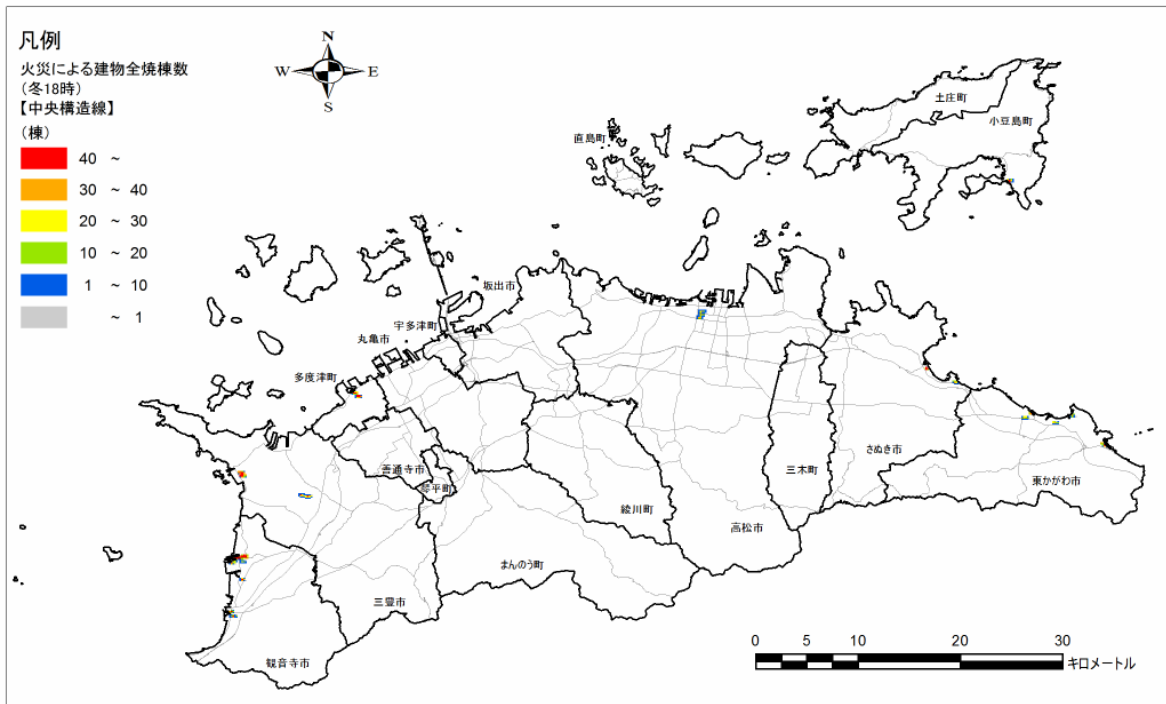 凡例
火災による建物全焼棟数
(冬18時)
【中央構造線】
(棟)
40 ~
30 ~ 40
20 ~ 30
10 ~ 20
1 ~ 10
~ 1
N
W E
S
土庄町
小豆島町
直島町
坂出市
宇多津町
丸亀市
多度津町
善通寺市
琴平町
さぬき市
三木町
東かがわ市
綾川町
高松市
まんのう町
三豊市
観音寺市
0 5 10 20 30
キロメートル